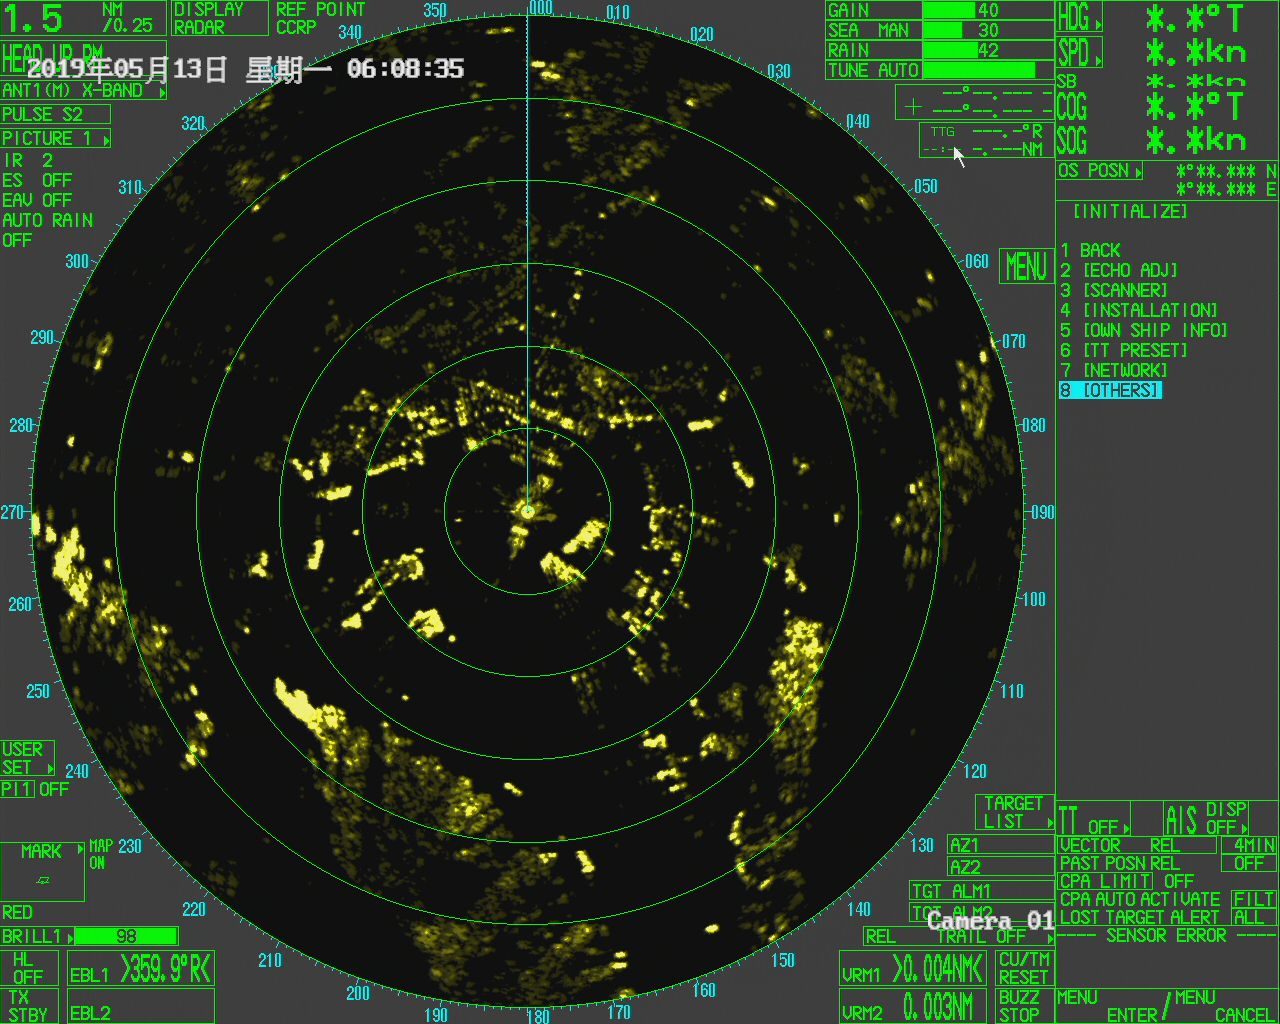 1.5 NM /0.25
DISPLAY RADAR
REF POINT CCRP
HEAD UP RM
2019年05月13日 星期一 06:08:35
ANT1(M) X-BAND
PULSE S2
PICTURE 1
IR 2
ES OFF
EAV OFF
AUTO RAIN
OFF
350
000
010
340
020
030
320
040
310
050
300
060
290
070
280
080
270
090
260
100
250
110
240
120
230
130
220
140
210
150
200
160
190
180
170
GAIN 40
SEA MAN 30
RAIN 42
TUNE AUTO
TTG °R
NM
HDG *.*°T
SPD *.*kn
SB *.*kn
COG *.*°T
SOG *.*kn
OS POSN *°**.*** N
*°**.*** E
[INITIALIZE]
MENU
1 BACK
2 [ECHO ADJ]
3 [SCANNER]
4 [INSTALLATION]
5 [OWN SHIP INFO]
6 [TT PRESET]
7 [NETWORK]
8 [OTHERS]
USER SET
PI1 OFF
MARK
MAP ON
RED
BRILL1 98
HL OFF
EBL1 >359.9°R<
TX STBY
EBL2
TARGET LIST
AZ1
AZ2
TGT ALM1
TGT ALM2
Camera 01
REL TRAIL OFF
VRM1 >0.004NM<
CU/TM RESET
VRM2 0.003NM
BUZZ STOP
TT OFF
AIS DISP OFF
VECTOR REL 4MIN
PAST POSN REL OFF
CPA LIMIT OFF
CPA AUTO ACTIVATE FILT
LOST TARGET ALERT ALL
---- SENSOR ERROR ----
MENU ENTER / MENU CANCEL